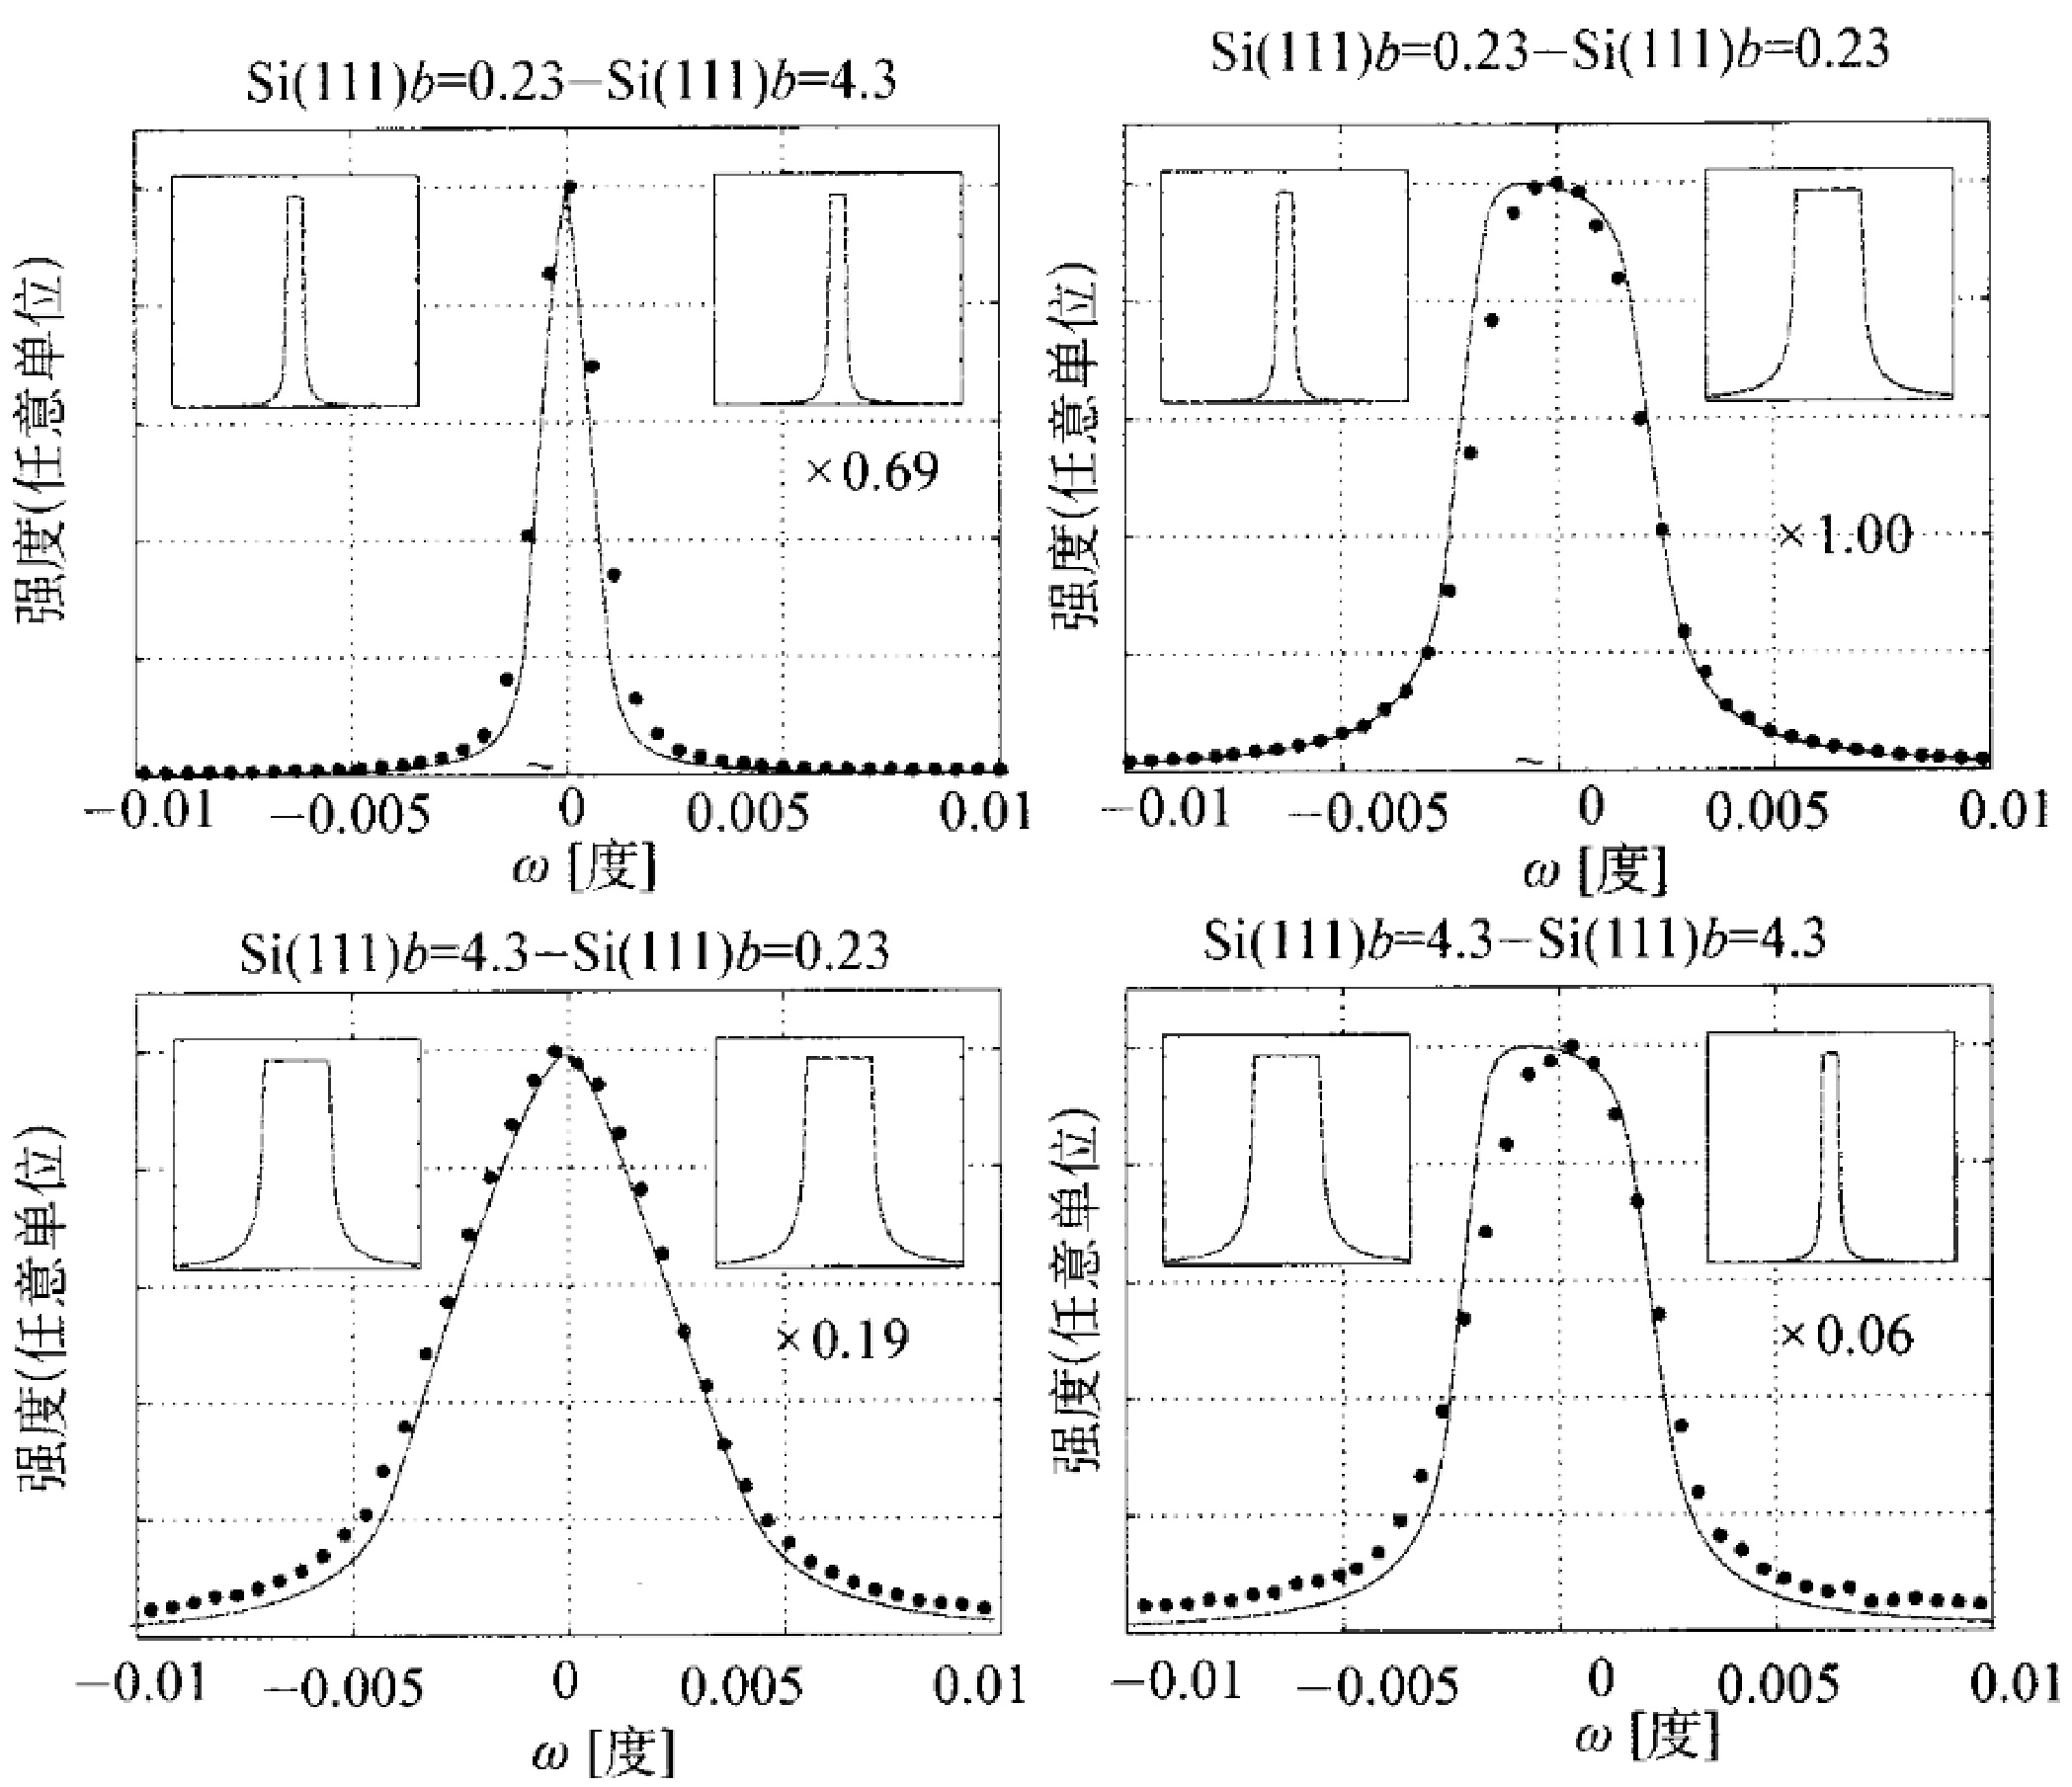 Si(111)b=0.23−Si(111)b=4.3
强度(任意单位)
×0.69
−0.01 −0.005 0 0.005 0.01
ω [度]
Si(111)b=0.23−Si(111)b=0.23
强度(任意单位)
×1.00
−0.01 −0.005 0 0.005 0.01
ω [度]
Si(111)b=4.3−Si(111)b=0.23
强度(任意单位)
×0.19
−0.01 −0.005 0 0.005 0.01
ω [度]
Si(111)b=4.3−Si(111)b=4.3
强度(任意单位)
×0.06
−0.01 −0.005 0 0.005 0.01
ω [度]